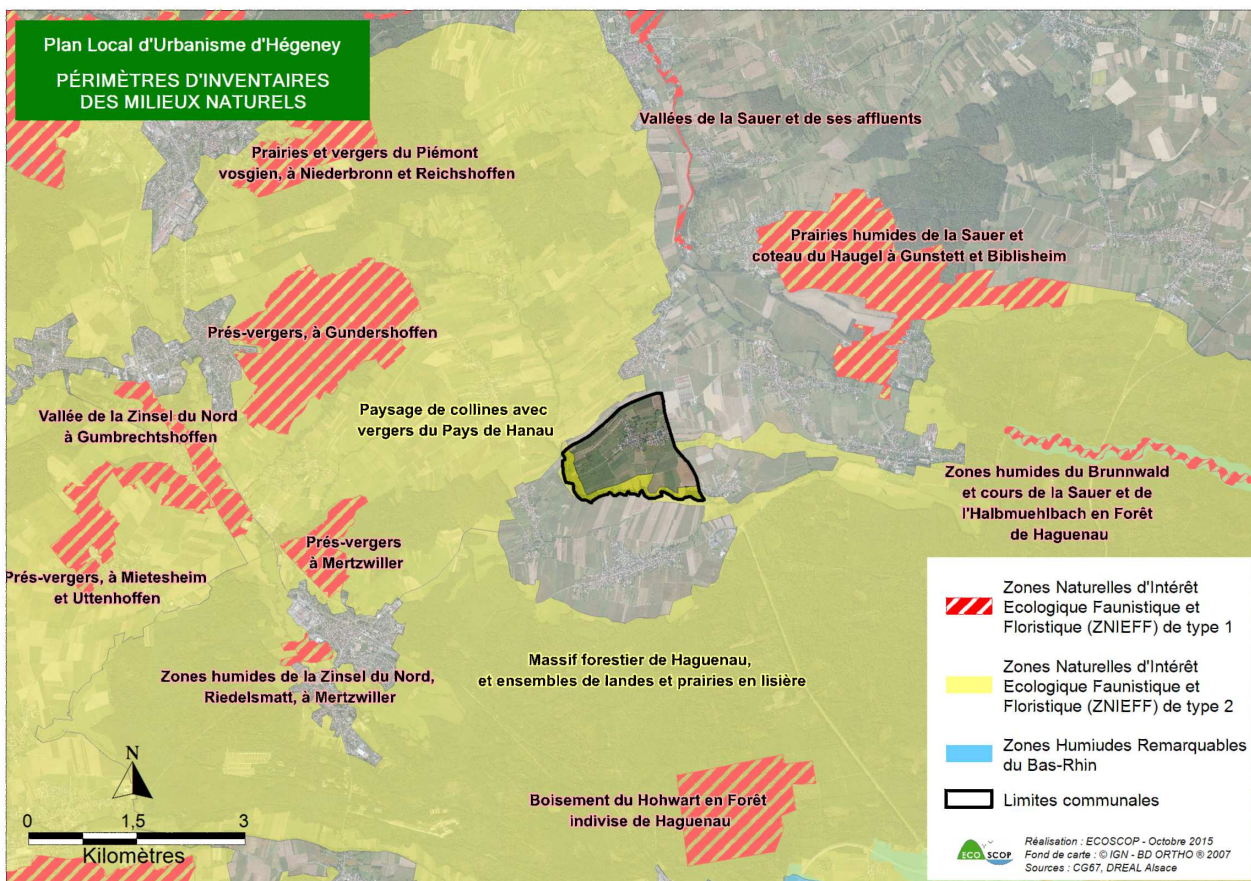 Plan Local d'Urbanisme d'Hégeney
PÉRIMÈTRES D'INVENTAIRES
DES MILIEUX NATURELS
Vallées de la Sauer et de ses affluents
Prairies et vergers du Piémont
vosgien, à Niederbronn et Reichshoffen
Prairies humides de la Sauer et
coteau du Haugel à Gunstett et Biblisheim
Prés-vergers, à Gundershoffen
Vallée de la Zinsel du Nord
à Gumbrechtshoffen
Paysage de collines avec
vergers du Pays de Hanau
Zones humides du Brunnwald
et cours de la Sauer et de
l'Halbmuehlbach en Forêt
de Haguenau
Prés-vergers
à Mertzwiller
Prés-vergers, à Mietesheim
et Uttenhoffen
Zones humides de la Zinsel du Nord,
Riedelsmatt, à Mertzwiller
Massif forestier de Haguenau,
et ensembles de landes et prairies en lisière
Boisement du Hohwart en Forêt
indivise de Haguenau
N
0 1,5 3
Kilomètres
Zones Naturelles d'Intérêt
Ecologique Faunistique et
Floristique (ZNIEFF) de type 1
Zones Naturelles d'Intérêt
Ecologique Faunistique et
Floristique (ZNIEFF) de type 2
Zones Humiudes Remarquables
du Bas-Rhin
Limites communales
ECO SCOP
Réalisation : ECOSCOP - Octobre 2015
Fond de carte : © IGN - BD ORTHO ® 2007
Sources : CG67, DREAL Alsace